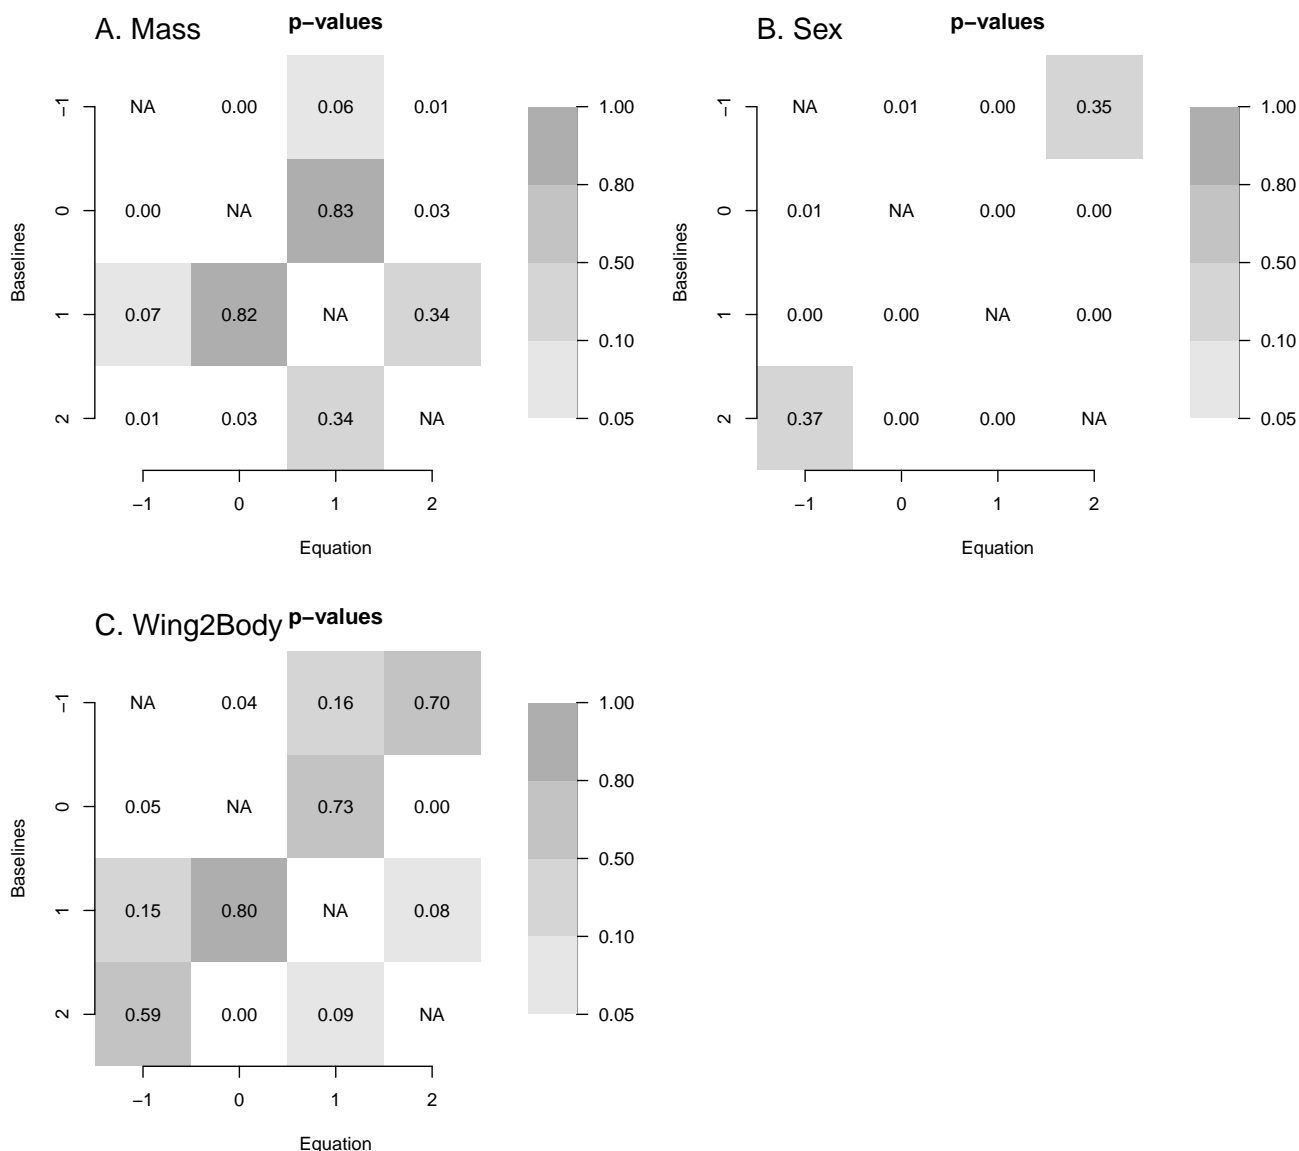 A. Mass
p−values
Baselines
−1
0
1
2
NA 0.00 0.06 0.01
0.00 NA 0.83 0.03
0.07 0.82 NA 0.34
0.01 0.03 0.34 NA
−1 0 1 2
Equation
1.00
0.80
0.50
0.10
0.05
B. Sex
p−values
Baselines
−1
0
1
2
NA 0.01 0.00 0.35
0.01 NA 0.00 0.00
0.00 0.00 NA 0.00
0.37 0.00 0.00 NA
−1 0 1 2
Equation
1.00
0.80
0.50
0.10
0.05
C. Wing2Body
p−values
Baselines
−1
0
1
2
NA 0.04 0.16 0.70
0.05 NA 0.73 0.00
0.15 0.80 NA 0.08
0.59 0.00 0.09 NA
−1 0 1 2
Equation
1.00
0.80
0.50
0.10
0.05